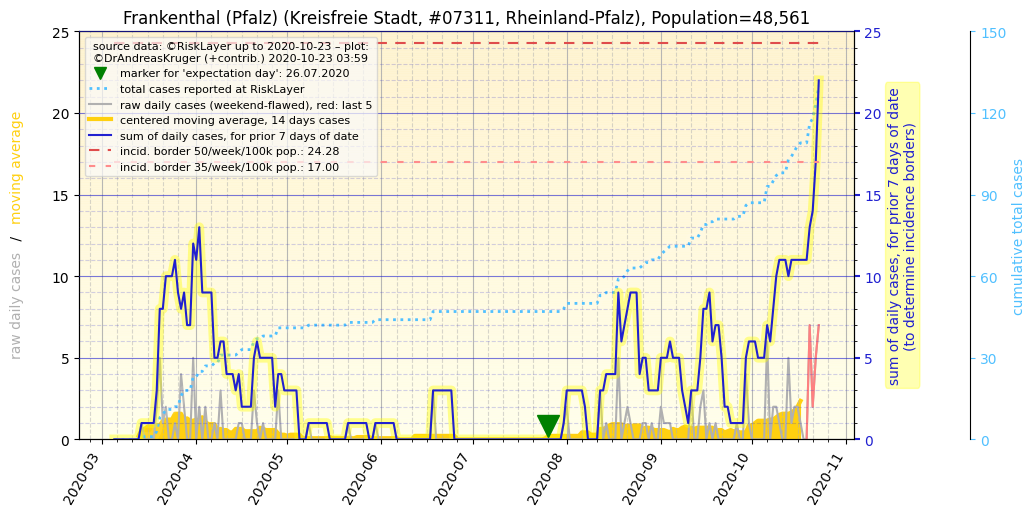 Frankenthal (Pfalz) (Kreisfreie Stadt, #07311, Rheinland-Pfalz), Population=48,561
source data: ©RiskLayer up to 2020-10-23 – plot:
©DrAndreasKruger (+contrib.) 2020-10-23 03:59
marker for 'expectation day': 26.07.2020
total cases reported at RiskLayer
raw daily cases (weekend-flawed), red: last 5
centered moving average, 14 days cases
sum of daily cases, for prior 7 days of date
incid. border 50/week/100k pop.: 24.28
incid. border 35/week/100k pop.: 17.00
raw daily cases / moving average
25
20
15
10
5
0
25
20
15
10
5
0
sum of daily cases, for prior 7 days of date
(to determine incidence borders)
150
120
90
60
30
0
cumulative total cases
2020-03
2020-04
2020-05
2020-06
2020-07
2020-08
2020-09
2020-10
2020-11